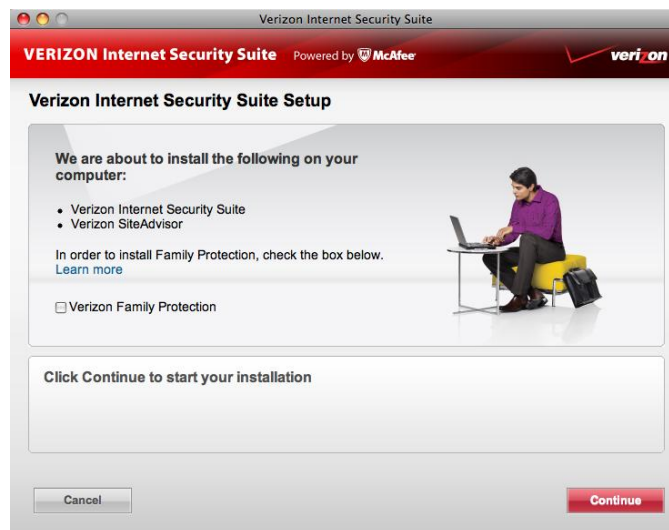 Verizon Internet Security Suite
VERIZON Internet Security Suite Powered by McAfee verizon
Verizon Internet Security Suite Setup
We are about to install the following on your
computer:
• Verizon Internet Security Suite
• Verizon SiteAdvisor
In order to install Family Protection, check the box below.
Learn more
Verizon Family Protection
Click Continue to start your installation
Cancel Continue